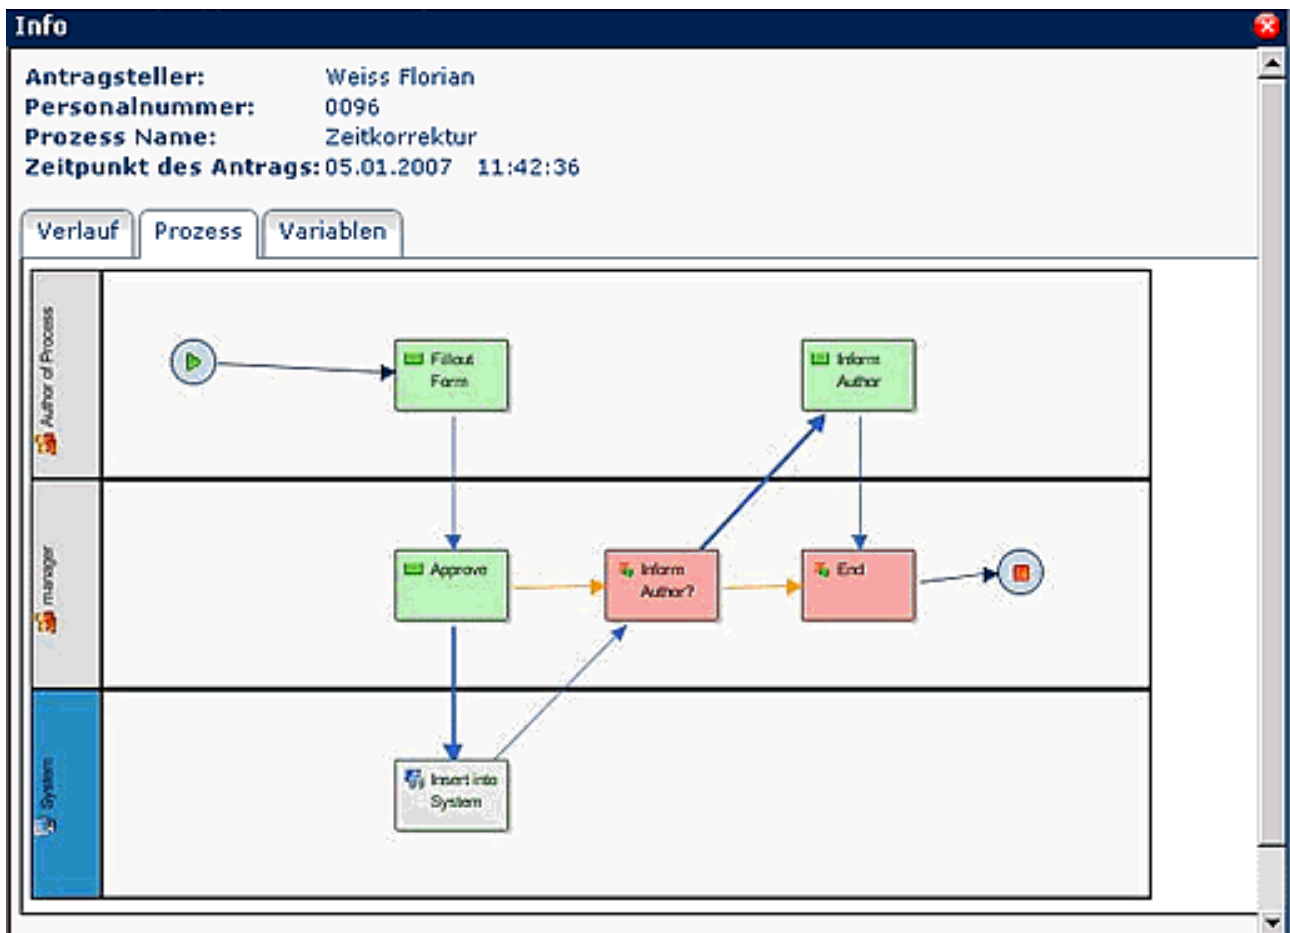 Info
Antragsteller: Weiss Florian
Personalnummer: 0096
Prozess Name: Zeitkorrektur
Zeitpunkt des Antrags: 05.01.2007 11:42:36
Verlauf Prozess Variablen
Author of Process
Fillout
Form
Inform
Author
manager
Approve
Inform
Author?
End
System
Insert into
System